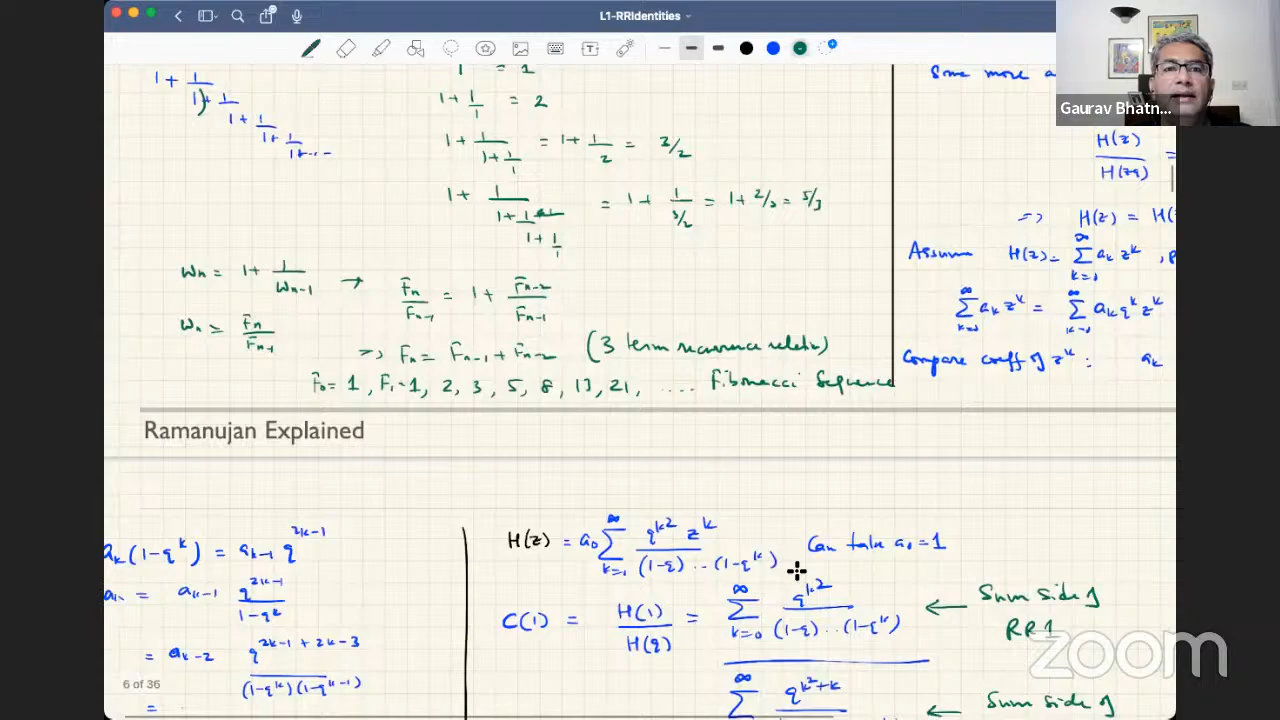 L1-RRIdentities
Gaurav Bhatn...
1 + 1/1 + 1/1 + 1/1 + 1/1+...
1 = 1
1 + 1/1 = 2
1 + 1/1+1/1 = 1 + 1/2 = 3/2
1 + 1/1+1/1+1/1 = 1 + 1/3/2 = 1 + 2/3 = 5/3
Wn = 1 + 1/Wn-1 → Fn/Fn-1 = 1 + Fn-2/Fn-1
Wn = Fn/Fn-1
=> Fn = Fn-1 + Fn-2 (3 term recurrence relation)
F0 = 1, F1 = 1, 2, 3, 5, 8, 13, 21, .... Fibonacci Sequence
Some more a
H(z)/H(zq) =
=> H(z) = H(
Assume H(z) = ∑ k=0 ∞ ak z^k,
∑ k=0 ∞ ak z^k = ∑ k=0 ∞ ak q^k z^k
Compare coeff of z^k : ak
Ramanujan Explained
ak (1-q^k) = ak-1 q^2k-1
ak = ak-1 q^2k-1 / 1-q^k
= ak-2 q^2k-1+2k-3 / (1-q^k)(1-q^k-1)
=
H(z) = a0 ∑ k=1 ∞ q^k² z^k / (1-q)...(1-q^k) Can take a0 = 1
C(1) = H(1)/H(q) = ∑ k=0 ∞ q^k² / (1-q)...(1-q^k) ← Sum side of
RR1
∑ ∞ q^k²+k ← Sum side of
6 of 36
zoom